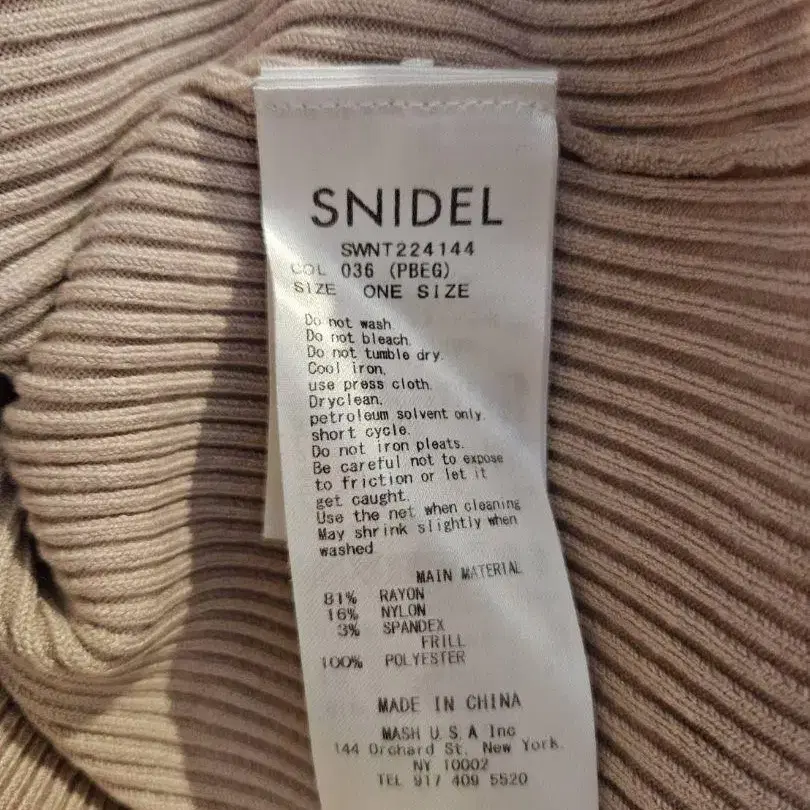 SNIDEL
SWNT224144
COL 036 (PBEG)
SIZE ONE SIZE
Do not wash.
Do not bleach.
Do not tumble dry.
Cool iron,
use press cloth.
Dryclean.
petroleum solvent only.
short cycle.
Do not iron pleats.
Be careful not to expose
to friction or let it
get caught.
Use the net when cleaning
May shrink slightly when
washed.
MAIN MATERIAL
81% RAYON
16% NYLON
3% SPANDEX
FRILL
100% POLYESTER
MADE IN CHINA
MASH U.S.A Inc
144 Orchard St. New York.
NY 10002
TEL 917 409 5520